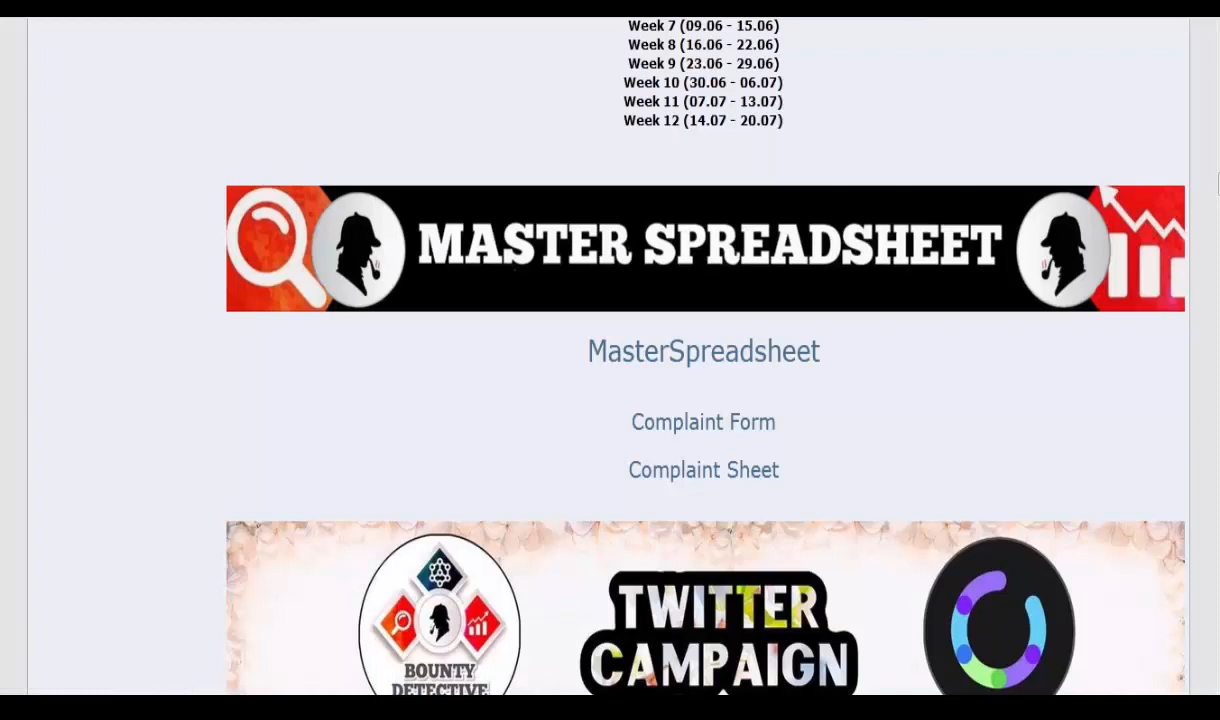 Week 7 (09.06 - 15.06)
Week 8 (16.06 - 22.06)
Week 9 (23.06 - 29.06)
Week 10 (30.06 - 06.07)
Week 11 (07.07 - 13.07)
Week 12 (14.07 - 20.07)
MASTER SPREADSHEET
MasterSpreadsheet
Complaint Form
Complaint Sheet
TWITTER
CAMPAIGN
BOUNTY
DETECTIVE